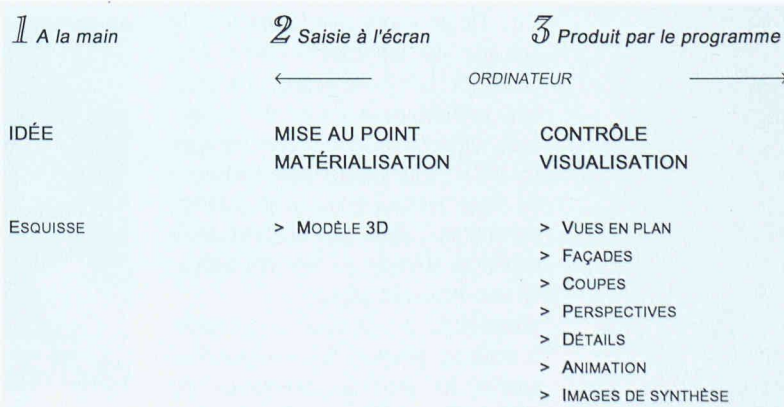 1 A la main
2 Saisie à l'écran
3 Produit par le programme
ORDINATEUR
IDÉE
MISE AU POINT
MATÉRIALISATION
CONTRÔLE
VISUALISATION
ESQUISSE
> MODÈLE 3D
> VUES EN PLAN
> FAÇADES
> COUPES
> PERSPECTIVES
> DÉTAILS
> ANIMATION
> IMAGES DE SYNTHÈSE